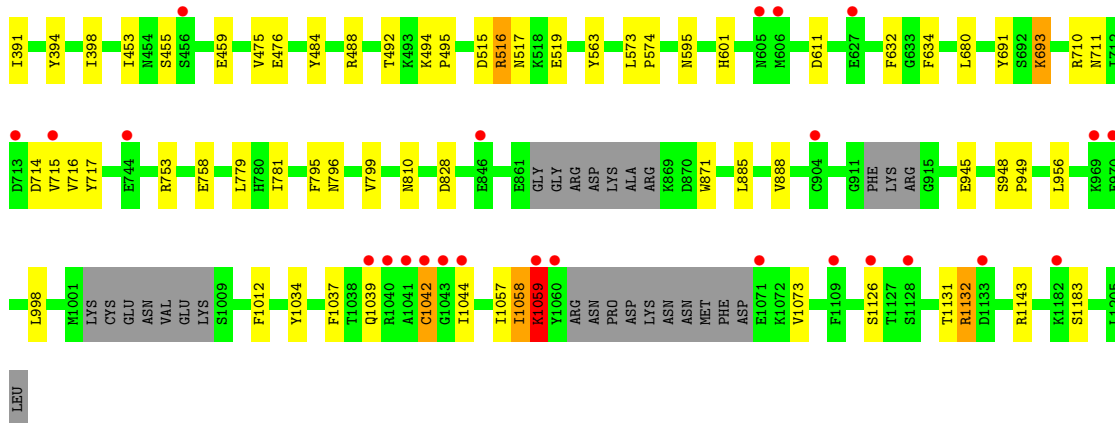 I391 Y394 I398 I453 N454 S455 S456 E459 V475 E476 Y484 R488 T492 K493 K494 P495 D515 R516 N517 K518 E519 Y563 L573 P574 N595 H601 N605 M606 D611 E627 F632 G633 F634 L680 Y691 S692 K693 R710 N711
D713 D714 V715 V716 Y717 E744 R753 E758 L779 H780 I781 F795 N796 V799 N810 D828 E846 E861 GLY GLY ARG ASP LYS ALA ARG K869 D870 W871 L885 V888 C904 G911 PHE LYS ARG G915 E945 S948 P949 L956 K969
L998 M1001 LYS CYS GLU ASN VAL GLU LYS S1009 F1012 Y1034 F1037 T1038 Q1039 R1040 A1041 C1042 G1043 I1044 I1057 I1058 K1059 Y1060 ARG ASN PRO ASP LYS ASN ASN MET PHE ASP E1071 K1072 V1073 F1109 S1126 T1127 S1128 T1131 R1132 D1133 R1143 K1182 S1183
LEU